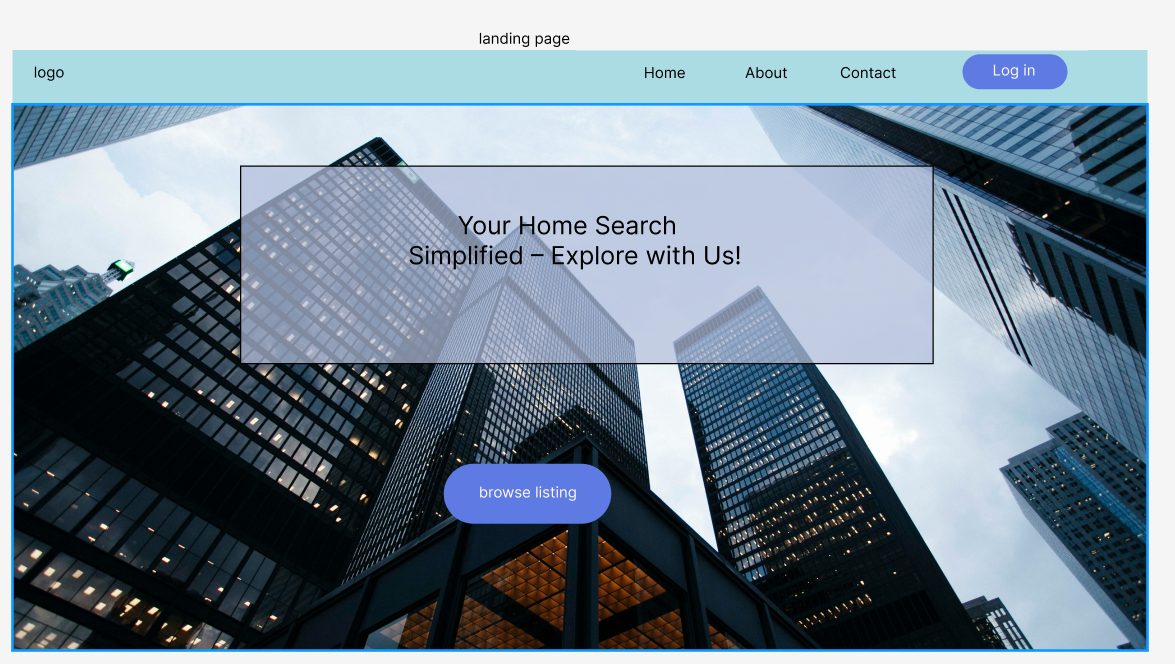 landing page
logo
Home
About
Contact
Log in
Your Home Search
Simplified – Explore with Us!
browse listing